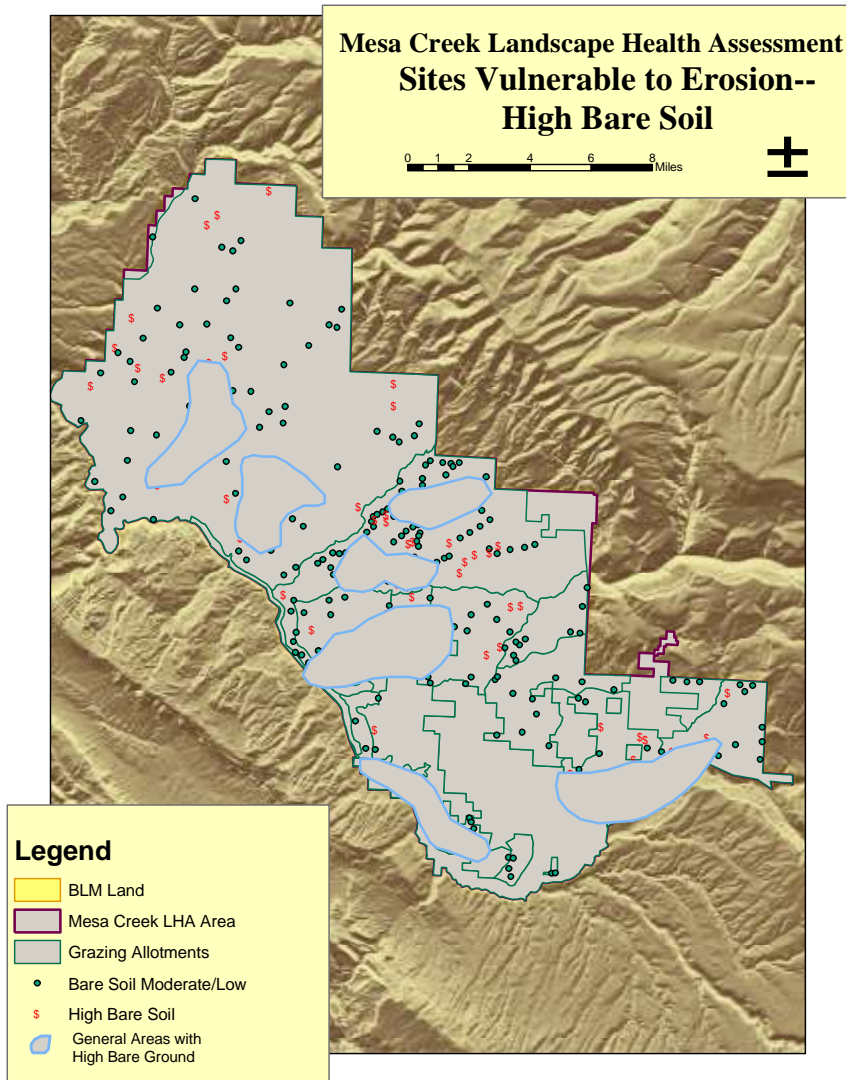 Mesa Creek Landscape Health Assessment
Sites Vulnerable to Erosion--
High Bare Soil
0 2 4 6 8
Miles
±
Legend
BLM Land
Mesa Creek LHA Area
Grazing Allotments
Bare Soil Moderate/Low
$ High Bare Soil
General Areas with
High Bare Ground